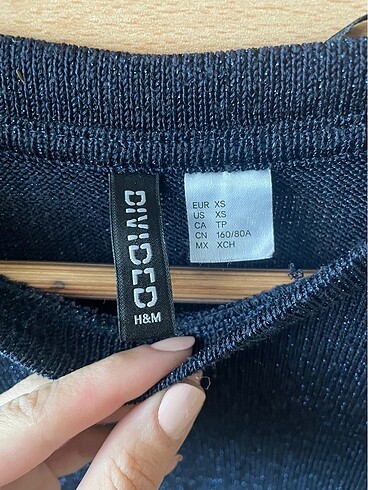 DIVIDED
H&M
EUR XS
US XS
CA TP
CN 160/80A
MX XCH